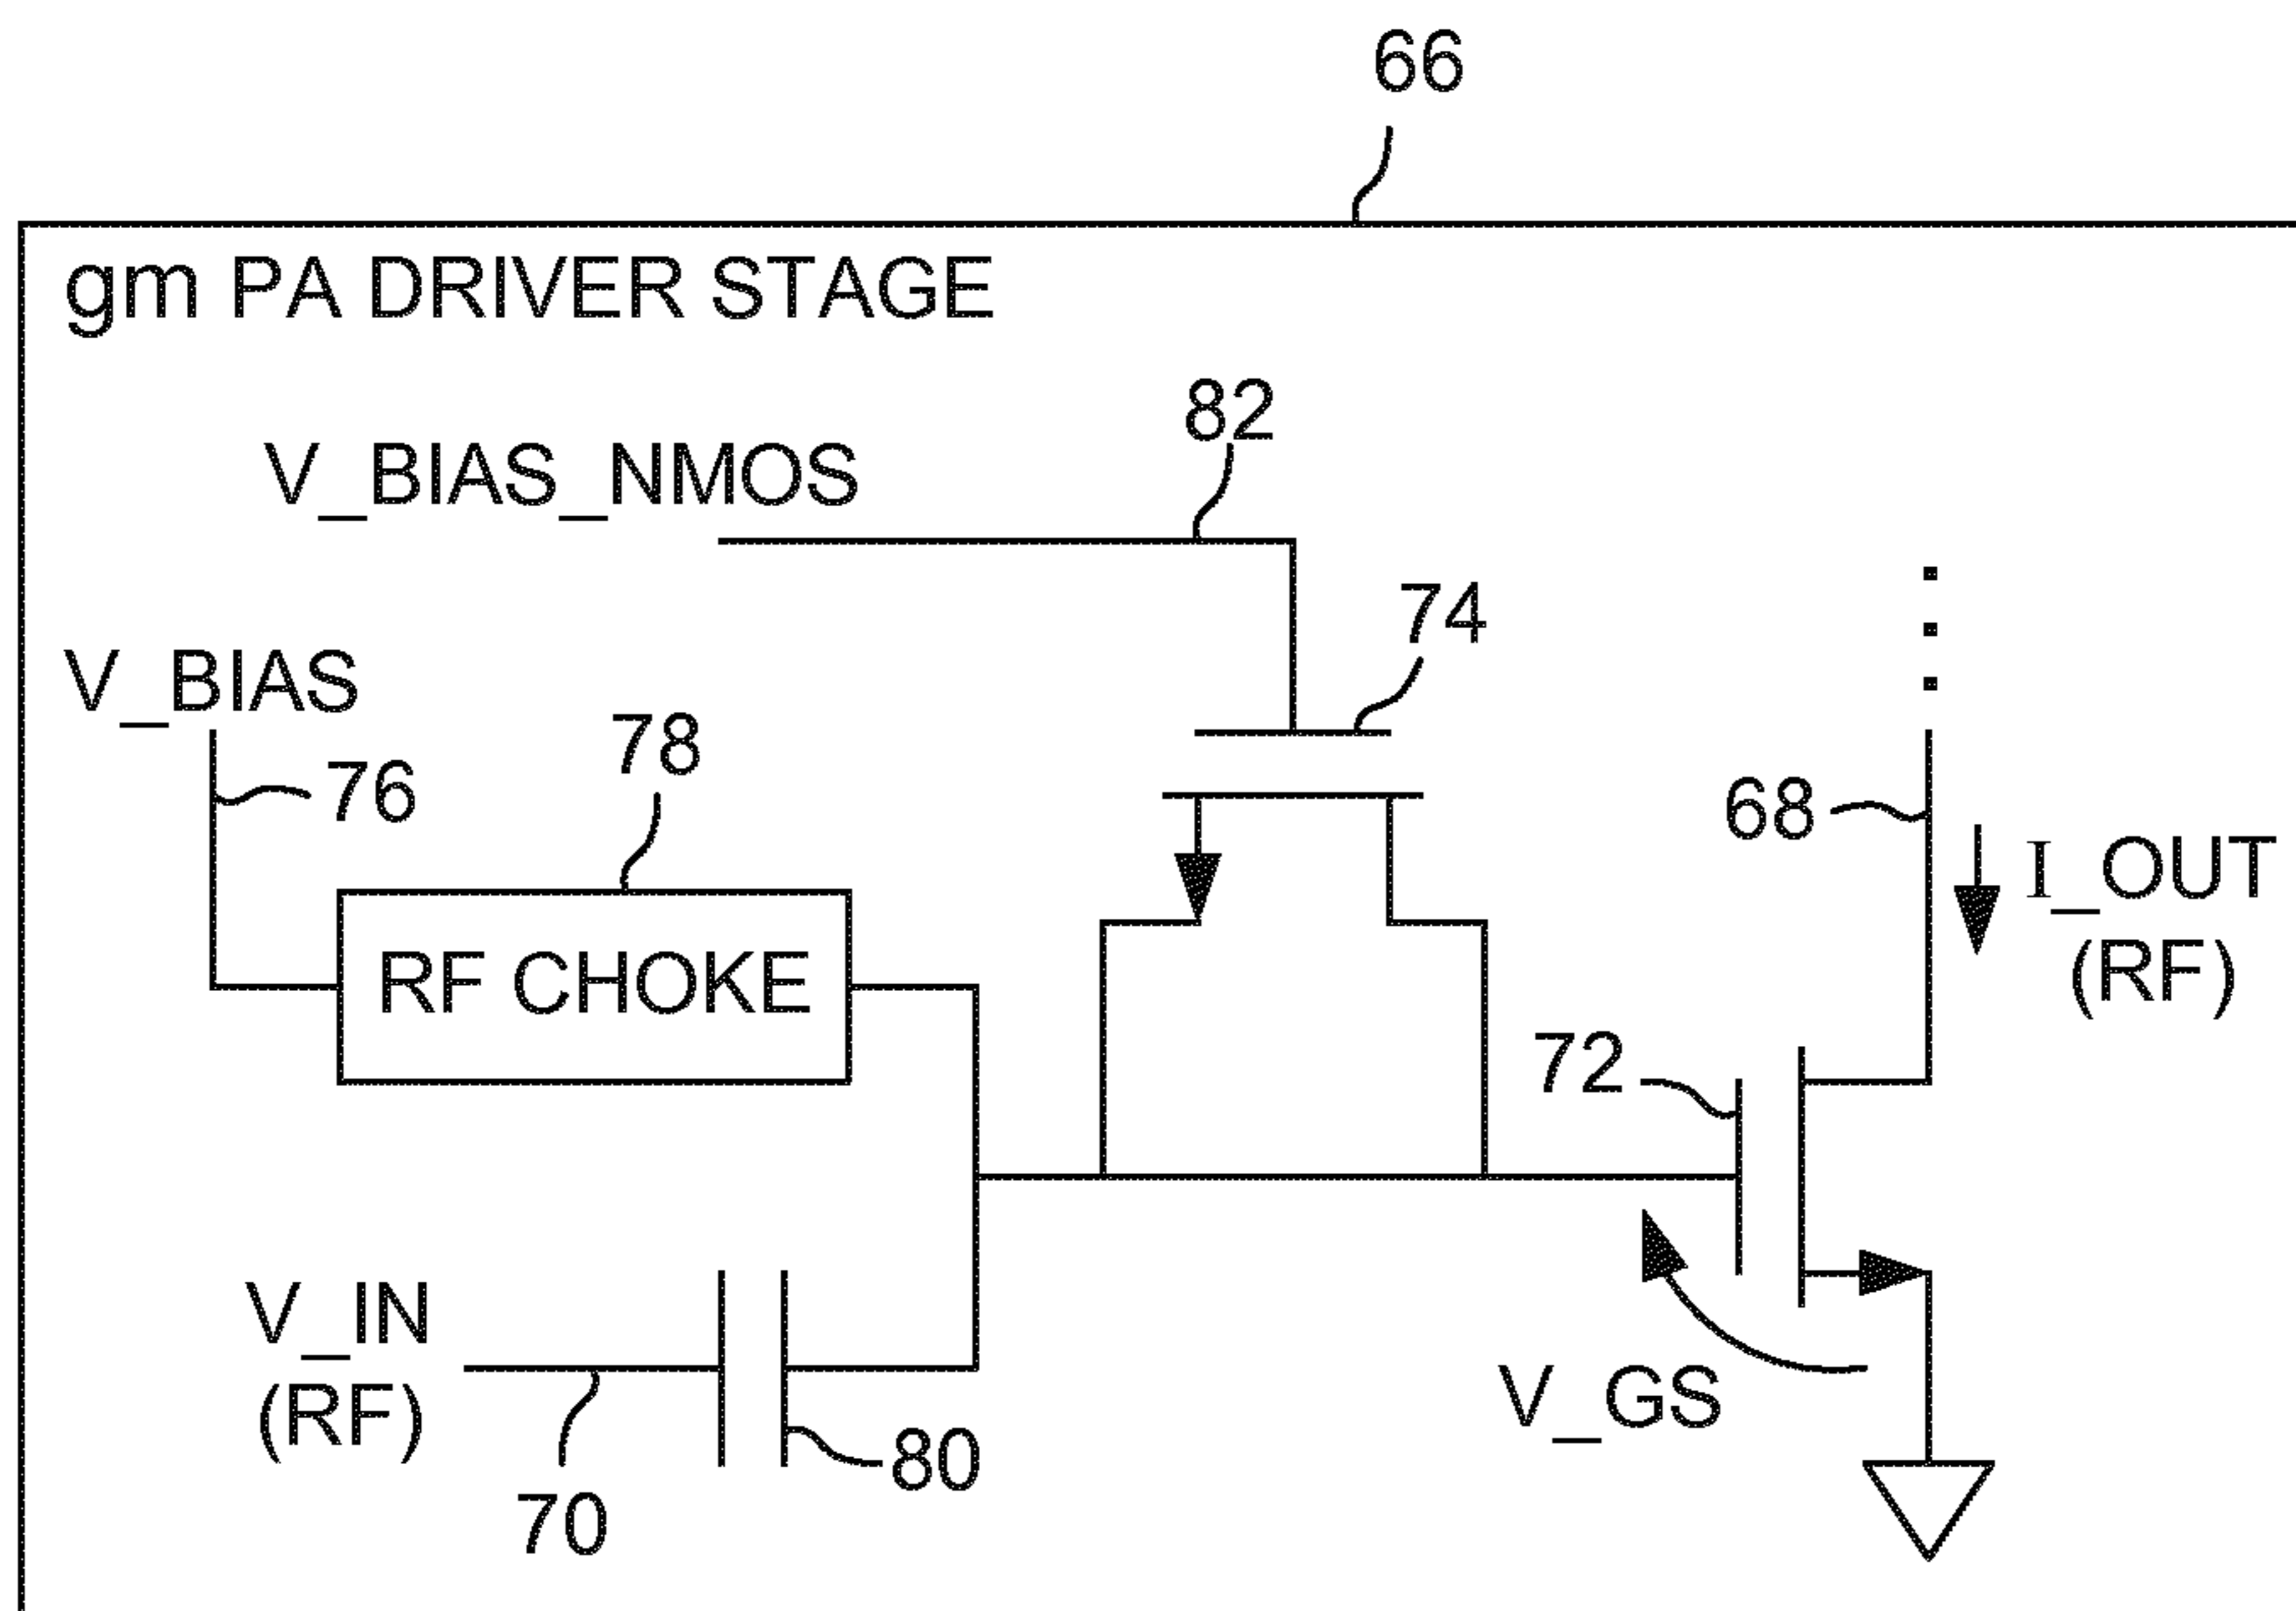 66
gm PA DRIVER STAGE
82
V_BIAS_NMOS
74
V_BIAS
78
76
68
I_OUT
(RF)
RF CHOKE
72
V_IN
(RF)
V_GS
80
70